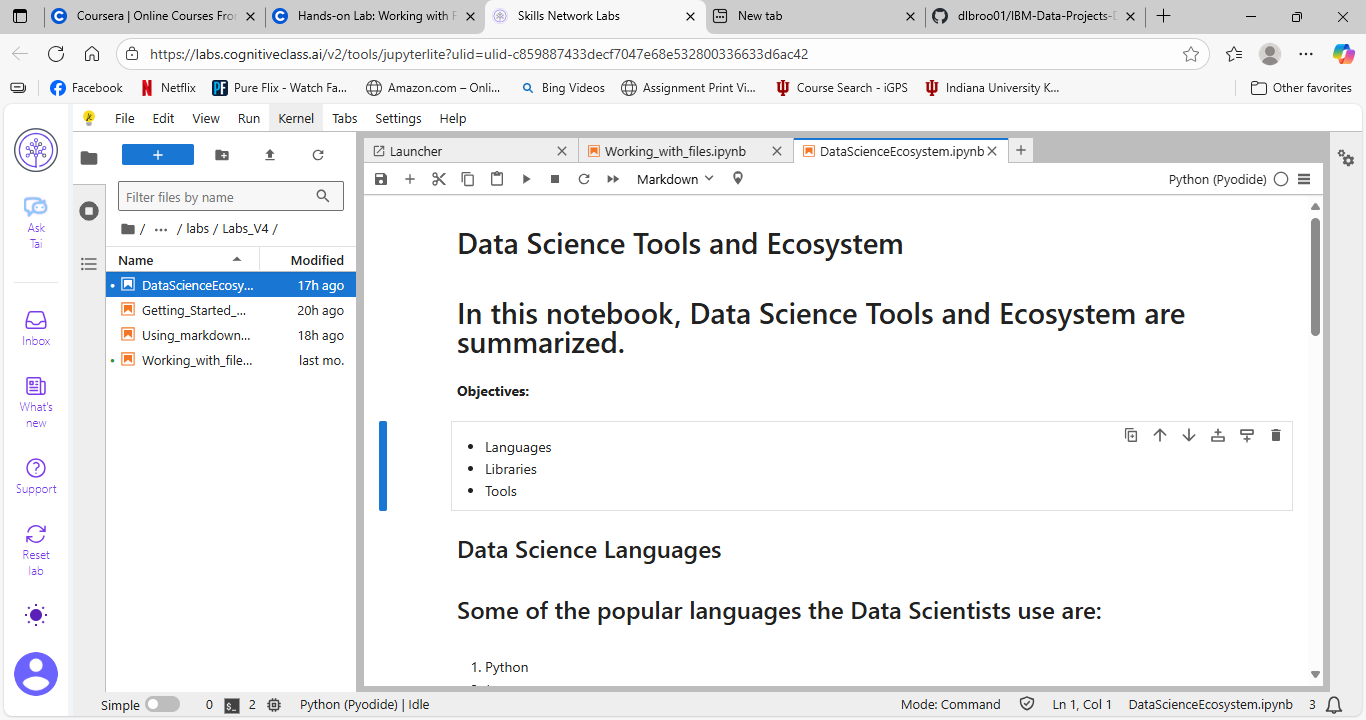 Coursera | Online Courses Fro
Hands-on Lab: Working with F
Skills Network Labs
New tab
dlbroo01/IBM-Data-Projects-D
https://labs.cognitiveclass.ai/v2/tools/jupyterlite?ulid=ulid-c859887433decf7047e68e532800336633d6ac42
Facebook
Netflix
Pure Flix - Watch Fa...
Amazon.com – Onli...
Bing Videos
Assignment Print Vi...
Course Search - iGPS
Indiana University K...
Other favorites
File Edit View Run Kernel Tabs Settings Help
Ask
Tai
Inbox
What's
new
Support
Reset
lab
Filter files by name
/ ... / labs / Labs_V4 /
Name Modified
DataScienceEcosy... 17h ago
Getting_Started_... 20h ago
Using_markdown... 18h ago
Working_with_file... last mo.
Launcher
Working_with_files.ipynb
DataScienceEcosystem.ipynb
Markdown
Python (Pyodide)
Data Science Tools and Ecosystem
In this notebook, Data Science Tools and Ecosystem are
summarized.
Objectives:
• Languages
• Libraries
• Tools
Data Science Languages
Some of the popular languages the Data Scientists use are:
1. Python
Simple 0 2 Python (Pyodide) | Idle
Mode: Command Ln 1, Col 1 DataScienceEcosystem.ipynb 3